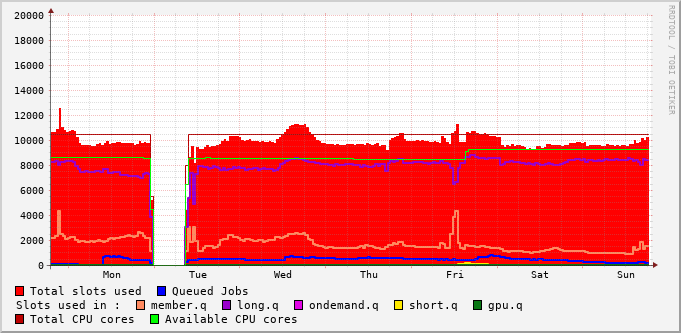 20000
18000
16000
14000
12000
10000
8000
6000
4000
2000
0
Mon Tue Wed Thu Fri Sat Sun
RRDTOOL / TOBI OETIKER
Total slots used Queued Jobs
Slots used in : member.q long.q ondemand.q short.q gpu.q
Total CPU cores Available CPU cores